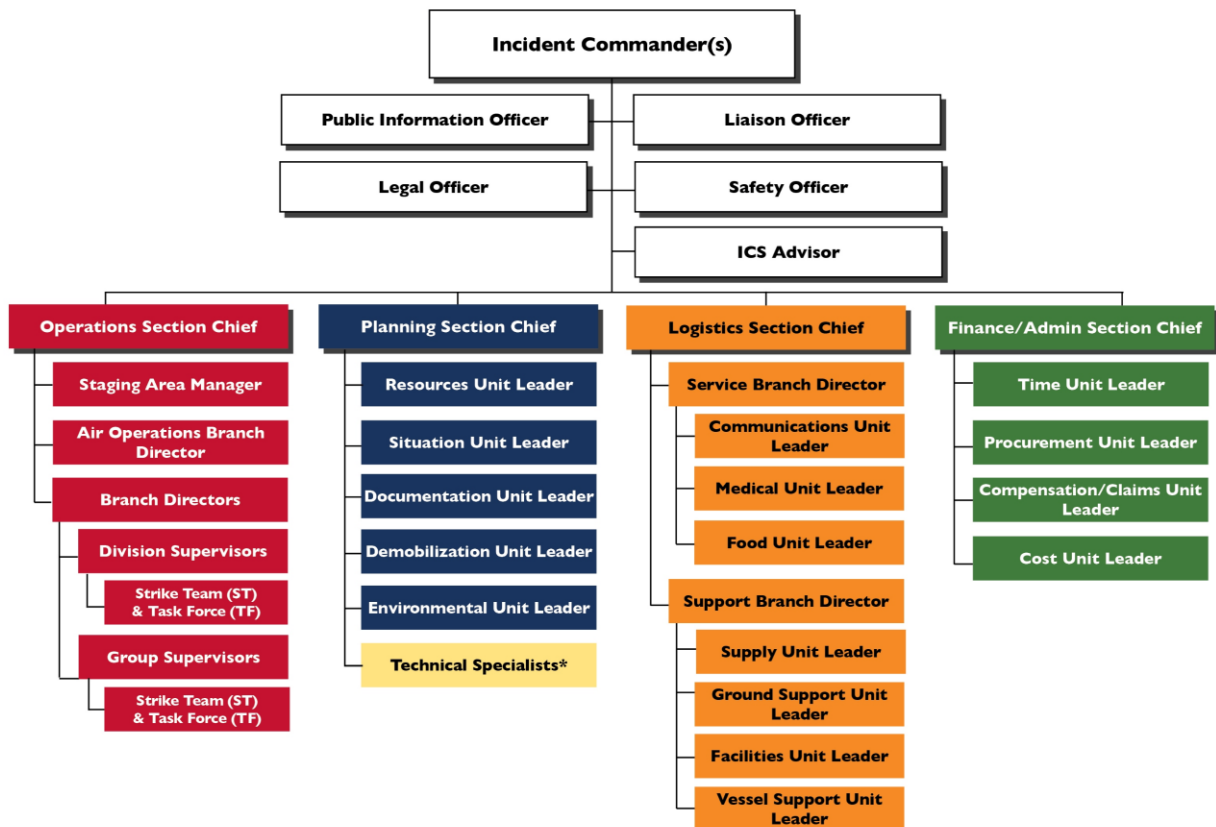 Incident Commander(s)
Public Information Officer
Liaison Officer
Legal Officer
Safety Officer
ICS Advisor
Operations Section Chief
Staging Area Manager
Air Operations Branch
Director
Branch Directors
Division Supervisors
Strike Team (ST)
& Task Force (TF)
Group Supervisors
Strike Team (ST)
& Task Force (TF)
Planning Section Chief
Resources Unit Leader
Situation Unit Leader
Documentation Unit Leader
Demobilization Unit Leader
Environmental Unit Leader
Technical Specialists*
Logistics Section Chief
Service Branch Director
Communications Unit
Leader
Medical Unit Leader
Food Unit Leader
Support Branch Director
Supply Unit Leader
Ground Support Unit
Leader
Facilities Unit Leader
Vessel Support Unit
Leader
Finance/Admin Section Chief
Time Unit Leader
Procurement Unit Leader
Compensation/Claims Unit
Leader
Cost Unit Leader